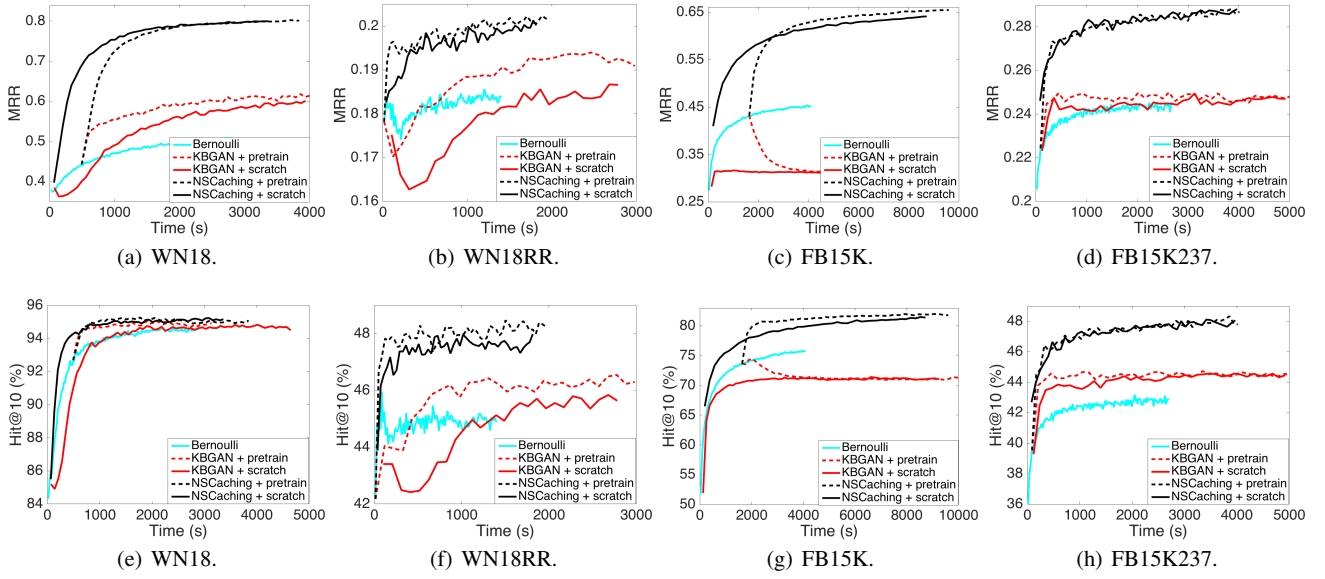 MRR
0.8
0.7
0.6
0.5
0.4
0 1000 2000 3000 4000
Time (s)
Bernoulli
KBGAN + pretrain
KBGAN + scratch
NSCaching + pretrain
NSCaching + scratch
(a) WN18.
MRR
0.2
0.19
0.18
0.17
0.16
0 1000 2000 3000
Time (s)
Bernoulli
KBGAN + pretrain
KBGAN + scratch
NSCaching + pretrain
NSCaching + scratch
(b) WN18RR.
MRR
0.65
0.55
0.45
0.35
0.25
0 2000 4000 6000 8000 10000
Time (s)
Bernoulli
KBGAN + pretrain
KBGAN + scratch
NSCaching + pretrain
NSCaching + scratch
(c) FB15K.
MRR
0.28
0.26
0.24
0.22
0.2
0 1000 2000 3000 4000 5000
Time (s)
Bernoulli
KBGAN + pretrain
KBGAN + scratch
NSCaching + pretrain
NSCaching + scratch
(d) FB15K237.
Hit@10 (%)
96
94
92
90
88
86
84
0 1000 2000 3000 4000 5000
Time (s)
Bernoulli
KBGAN + pretrain
KBGAN + scratch
NSCaching + pretrain
NSCaching + scratch
(e) WN18.
Hit@10 (%)
48
46
44
42
0 1000 2000 3000
Time (s)
Bernoulli
KBGAN + pretrain
KBGAN + scratch
NSCaching + pretrain
NSCaching + scratch
(f) WN18RR.
Hit@10 (%)
80
75
70
65
60
55
50
0 2000 4000 6000 8000 10000
Time (s)
Bernoulli
KBGAN + pretrain
KBGAN + scratch
NSCaching + pretrain
NSCaching + scratch
(g) FB15K.
Hit@10 (%)
48
46
44
42
40
38
36
0 1000 2000 3000 4000 5000
Time (s)
Bernoulli
KBGAN + pretrain
KBGAN + scratch
NSCaching + pretrain
NSCaching + scratch
(h) FB15K237.